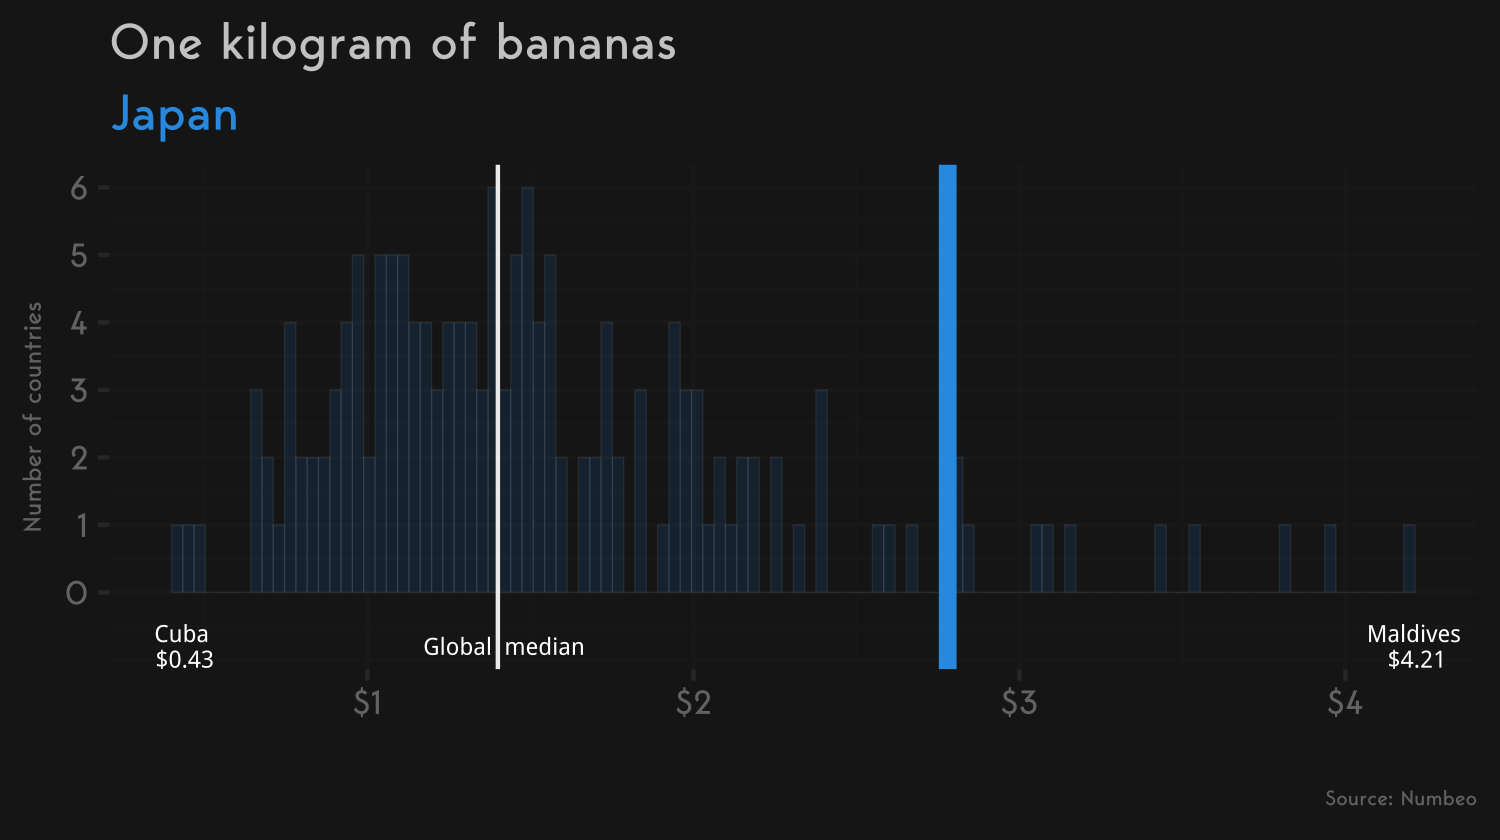 One kilogram of bananas
Japan
Number of countries
6
5
4
3
2
1
0
Cuba
$0.43
Global median
Maldives
$4.21
$1
$2
$3
$4
Source: Numbeo